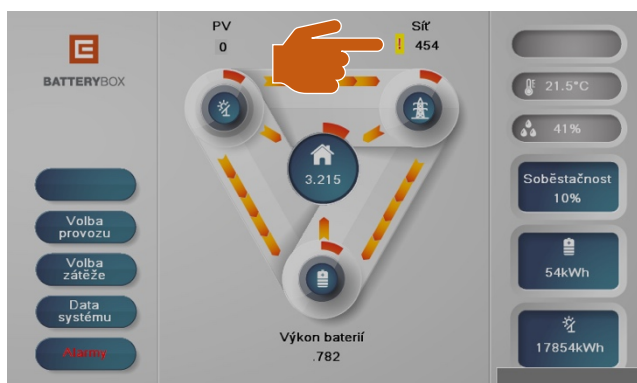 PV
0
Síť
! 454
BATTERYBOX
21.5°C
41%
3.215
Soběstačnost
10%
Volba
provozu
Volba
zátěže
54kWh
Data
systému
Výkon baterií
.782
Alarmy
17854kWh